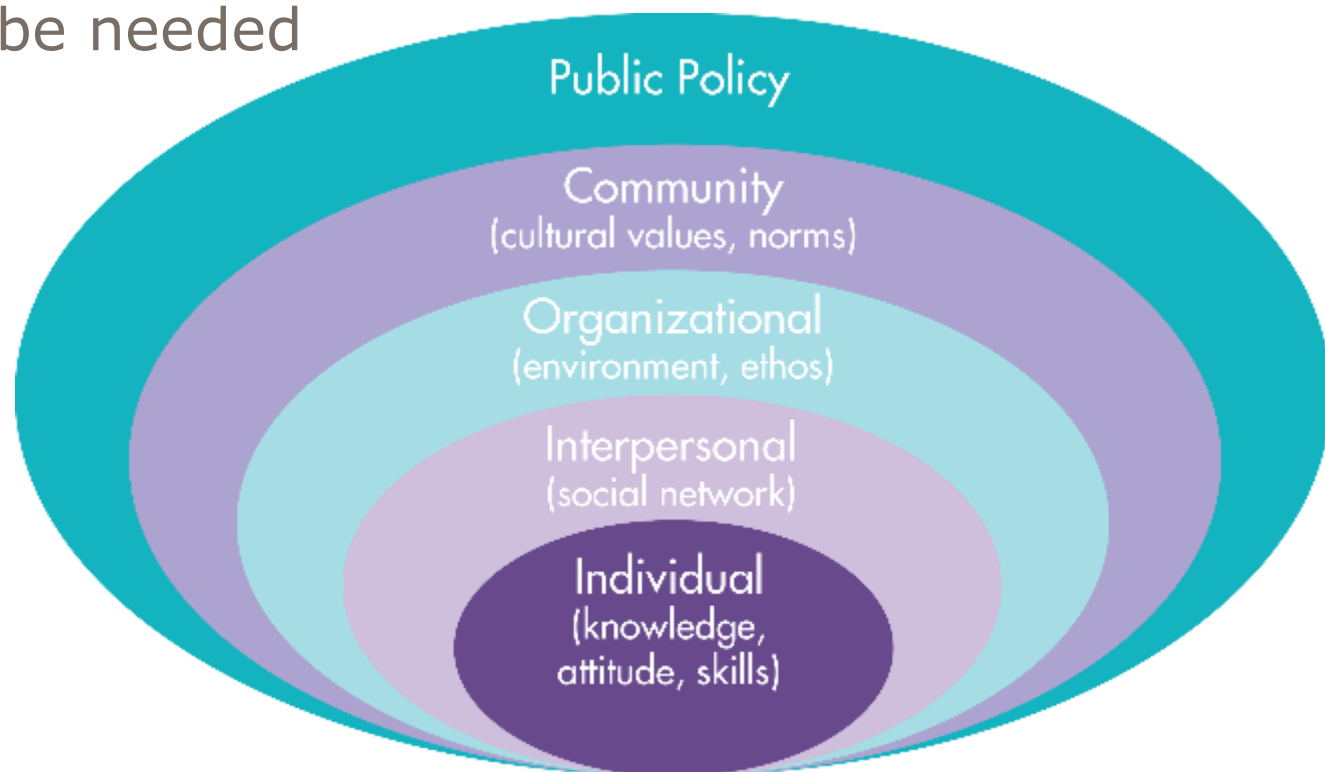 be needed
Public Policy
Community
(cultural values, norms)
Organizational
(environment, ethos)
Interpersonal
(social network)
Individual
(knowledge,
attitude, skills)